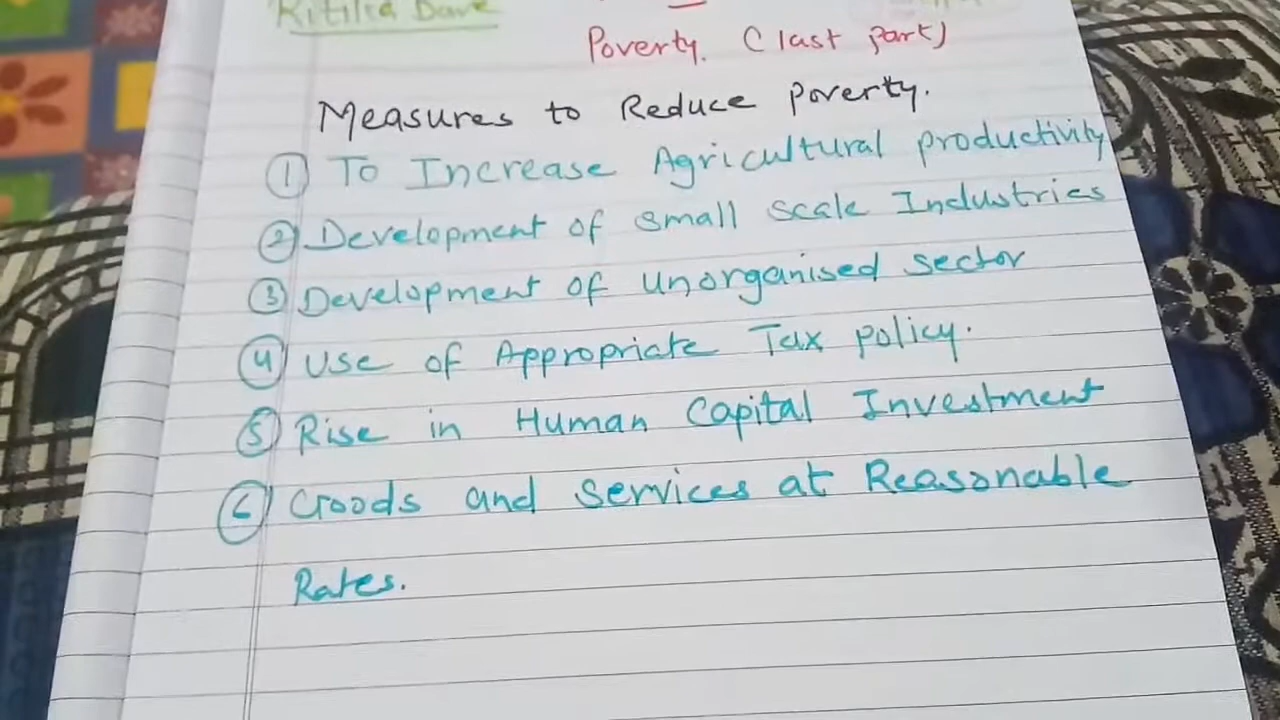 Poverty. (last part)
Measures to Reduce poverty.
1 To Increase Agricultural productivity
2 Development of small scale Industries
3 Development of unorganised sector
4 Use of Appropriate Tax policy.
5 Rise in Human Capital Investment
6 Goods and services at Reasonable
Rates.